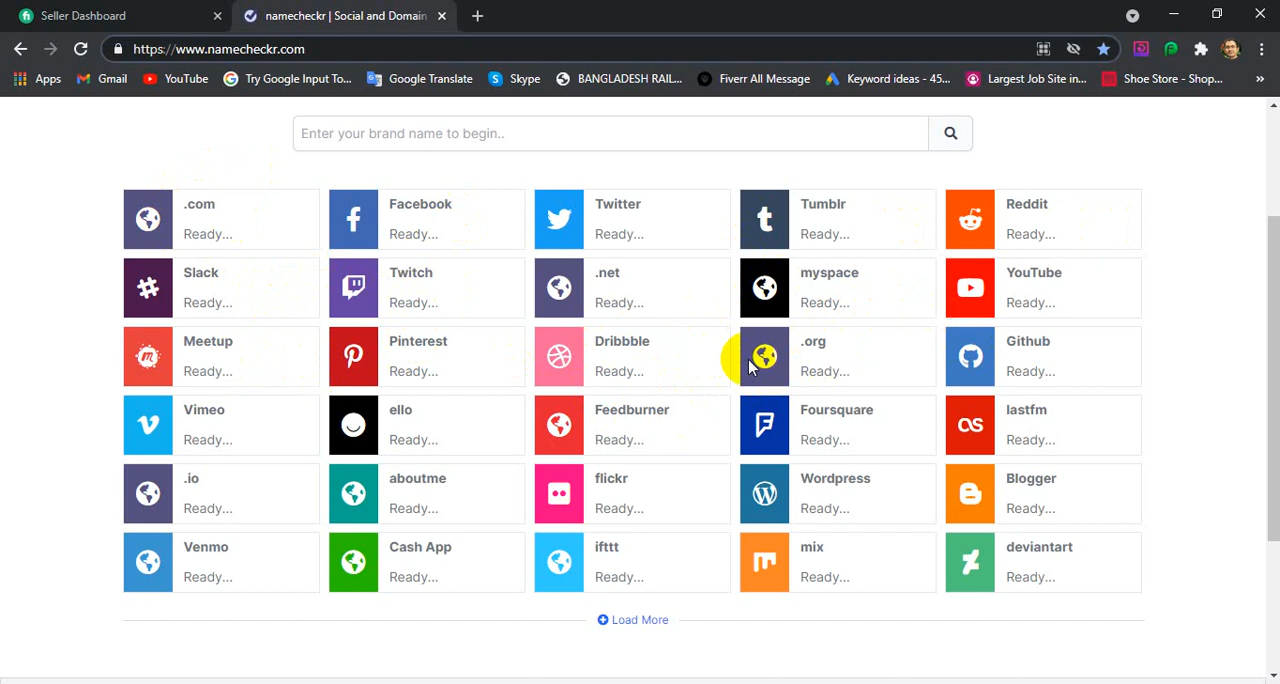 Seller Dashboard
namecheckr | Social and Domain
https://www.namecheckr.com
Apps Gmail YouTube Try Google Input To... Google Translate Skype BANGLADESH RAIL... Fiverr All Message Keyword ideas - 45... Largest Job Site in... Shoe Store - Shop... »
Enter your brand name to begin..
.com Facebook Twitter Tumblr Reddit
Ready... Ready... Ready... Ready... Ready...
Slack Twitch .net myspace YouTube
Ready... Ready... Ready... Ready... Ready...
Meetup Pinterest Dribbble .org Github
Ready... Ready... Ready... Ready... Ready...
Vimeo ello Feedburner Foursquare lastfm
Ready... Ready... Ready... Ready... Ready...
.io aboutme flickr Wordpress Blogger
Ready... Ready... Ready... Ready... Ready...
Venmo Cash App ifttt mix deviantart
Ready... Ready... Ready... Ready... Ready...
Load More